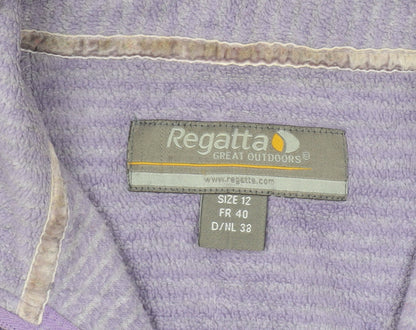 Regatta
GREAT OUTDOORS®
www.regatta.com
SIZE 12
FR 40
D/NL 38